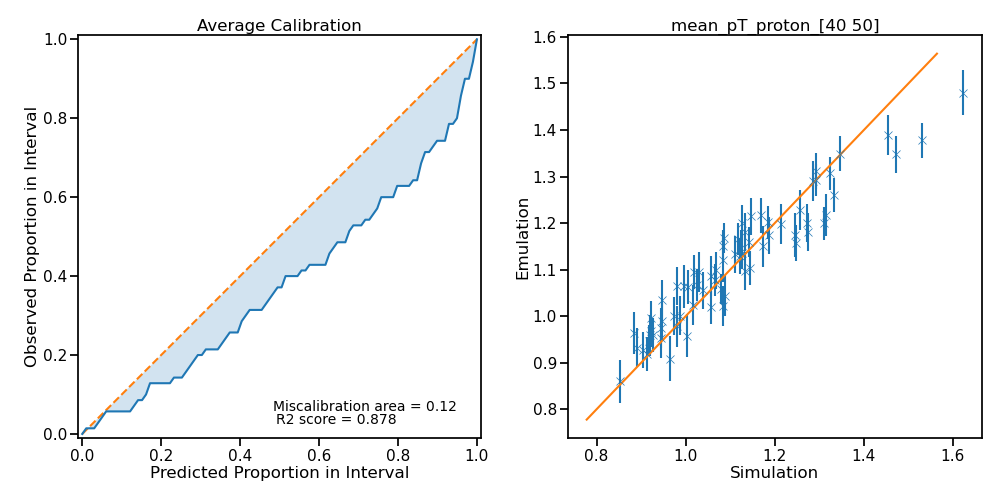 Average Calibration
1.0
0.8
0.6
0.4
0.2
0.0
Observed Proportion in Interval
Miscalibration area = 0.12
R2 score = 0.878
0.0 0.2 0.4 0.6 0.8 1.0
Predicted Proportion in Interval
mean_pT_proton_[40 50]
1.6
1.5
1.4
1.3
1.2
1.1
1.0
0.9
0.8
Emulation
0.8 1.0 1.2 1.4 1.6
Simulation